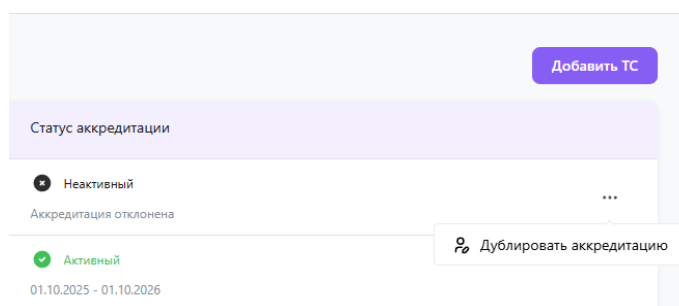 Добавить ТС
Статус аккредитации
Неактивный
...
Аккредитация отклонена
Дублировать аккредитацию
Активный
01.10.2025 - 01.10.2026